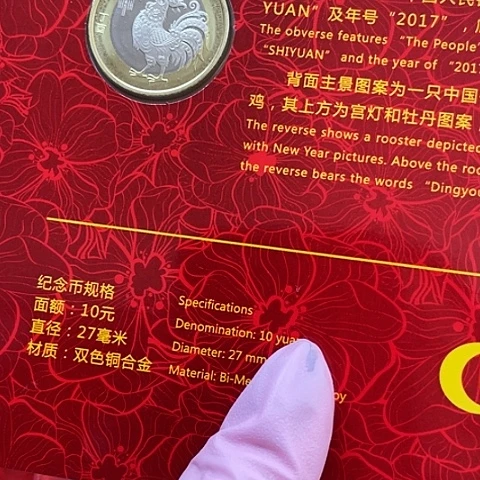 YUAN” 及年号 “2017”，
The obverse features “The People'
“SHIYUAN” and the year of “201
背面主景图案为一只中国
鸡，其上方为宫灯和牡丹图案
The reverse shows a rooster depicted
with New Year pictures. Above the roo
the reverse bears the words “Dingyou
纪念币规格
面额：10元
直径：27毫米
材质：双色铜合金
Specifications
Denomination: 10 yua
Diameter: 27 mm
Material: Bi-Me oy